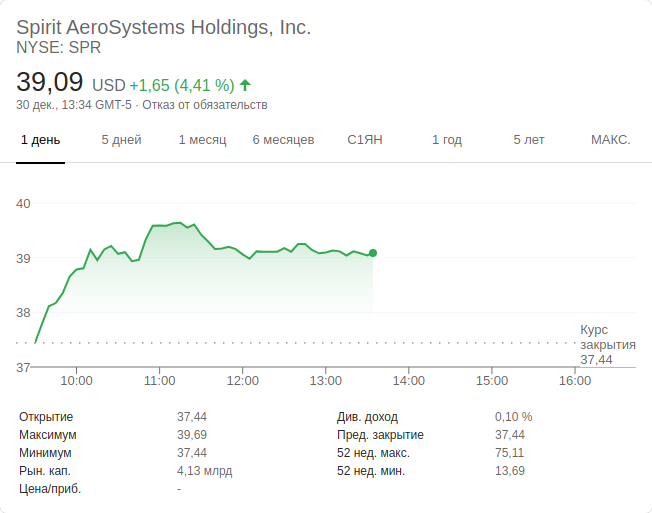 Spirit AeroSystems Holdings, Inc.
NYSE: SPR
39,09 USD +1,65 (4,41 %)
30 дек., 13:34 GMT-5 · Отказ от обязательств
1 день 5 дней 1 месяц 6 месяцев С1ЯН 1 год 5 лет МАКС.
40
39
38
37
Курс
закрытия
37,44
10:00 11:00 12:00 13:00 14:00 15:00 16:00
Открытие 37,44 Див. доход 0,10 %
Максимум 39,69 Пред. закрытие 37,44
Минимум 37,44 52 нед. макс. 75,11
Рын. кап. 4,13 млрд 52 нед. мин. 13,69
Цена/приб. -